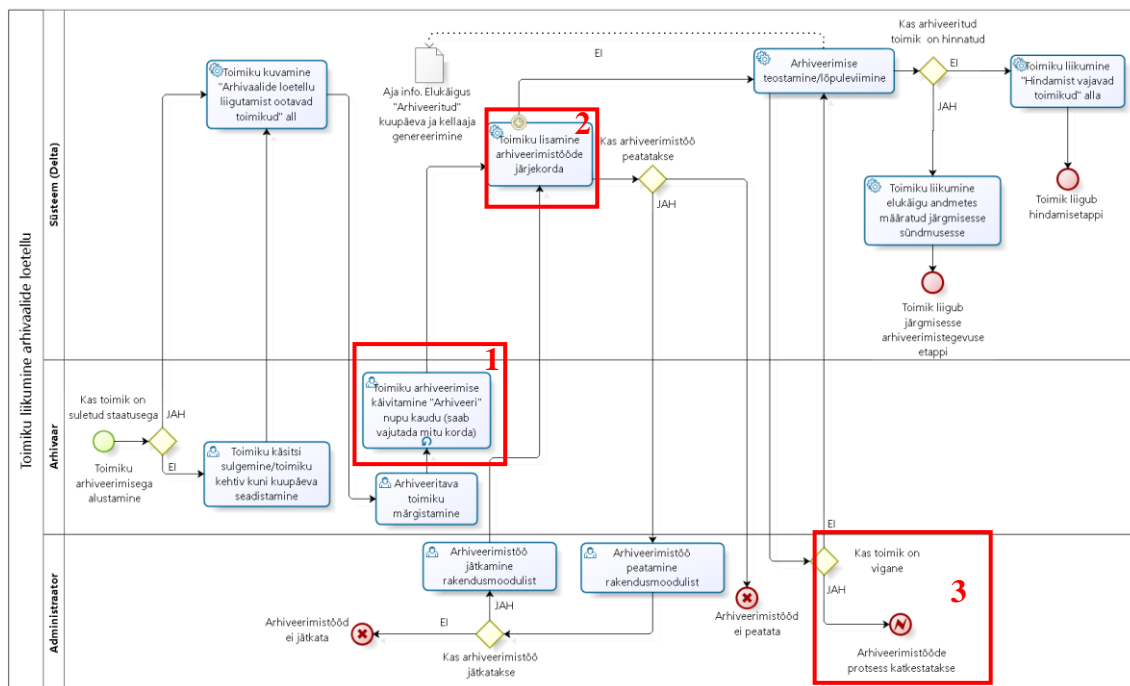 Toimiku liikumine arhivaalide loetellu
Süsteem (Delta)
Toimiku kuvamine
"Arhivaalide loetellu
liigutamist ootavad
toimikud" all
Aja info. Elukäigus
"Arhiveeritud"
kuupäeva ja kellaaja
genereerimine
EI
2
Toimiku lisamine
arhiveerimistööde
järjekorda
Kas arhiveerimistöö
peatatakse
EI
JAH
Arhiveerimise
teostamine/lõpuleviimine
Kas arhiveeritud
toimik on hinnatud
EI
JAH
Toimiku liikumine
"Hindamist vajavad
toimikud" alla
Toimik liigub
hindamisetappi
Toimiku liikumine
elukäigu andmetes
määratud järgmisesse
sündmusesse
Toimik liigub
järgmisesse
arhiveerimistegevuse
etappi
Arhivaar
Kas toimik on
suletud staatusega
JAH
EI
Toimiku
arhiveerimisega
alustamine
Toimiku käsitsi
sulgemine/toimiku
kehtiv kuni kuupäeva
seadistamine
1
Toimiku arhiveerimise
käivitamine "Arhiveeri"
nupu kaudu (saab
vajutada mitu korda)
Arhiveeritava
toimiku
märgistamine
Administraator
Arhiveerimistöö
jätkamine
rakendusmoodulist
JAH
EI
Arhiveerimistööd
ei jätkata
Kas arhiveerimistöö
jätkatakse
Arhiveerimistöö
peatamine
rakendusmoodulist
Arhiveerimistööd
ei peatata
EI
Kas toimik on
vigane
JAH
3
Arhiveerimistööde
protsess katkestatakse